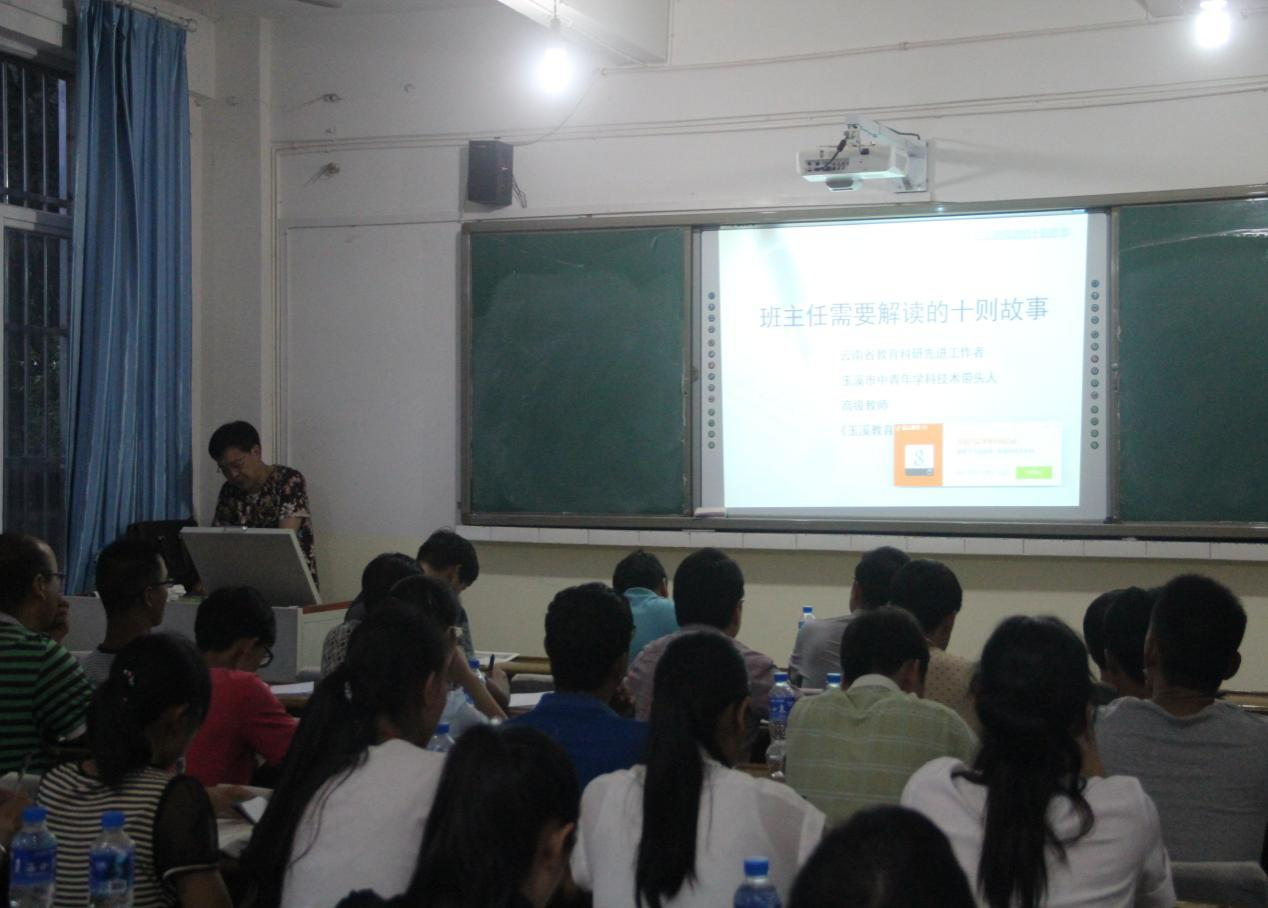 班主任需要解读的十则故事
云南省教育科研先进工作者
玉溪市中青年学科技术带头人
高级教师
《玉溪教育
8